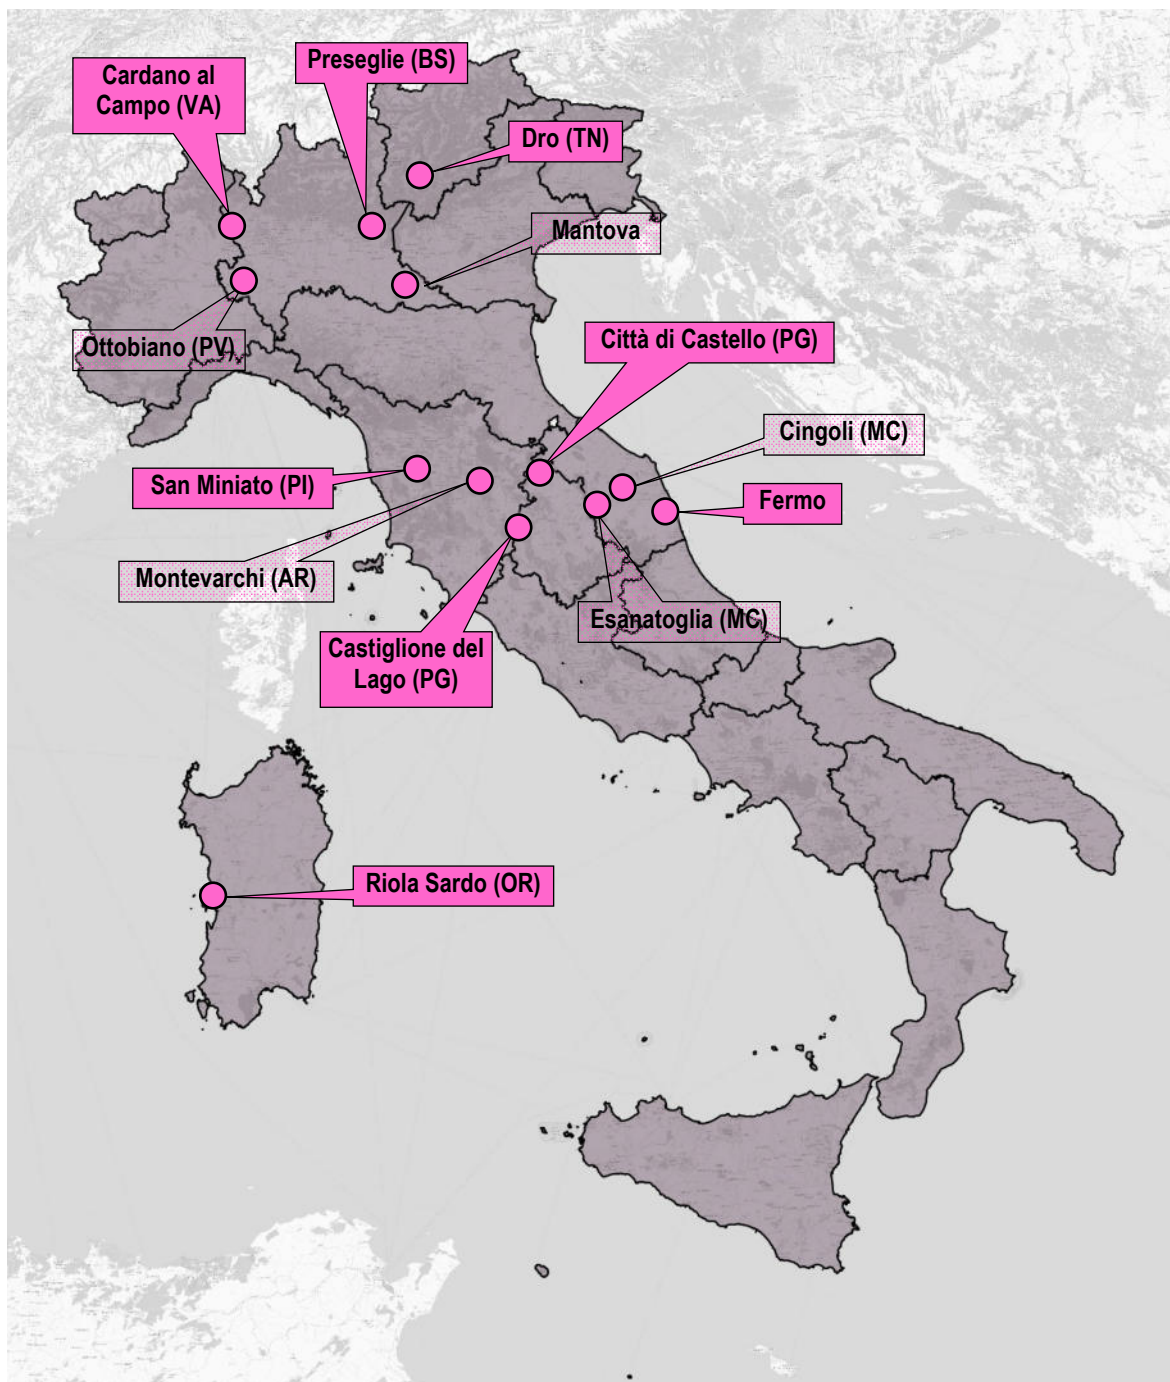 Preseglie (BS)
Cardano al
Campo (VA)
Dro (TN)
Mantova
Ottobiano (PV)
Città di Castello (PG)
Cingoli (MC)
San Miniato (PI)
Fermo
Montevarchi (AR)
Esanatoglia (MC)
Castiglione del
Lago (PG)
Riola Sardo (OR)